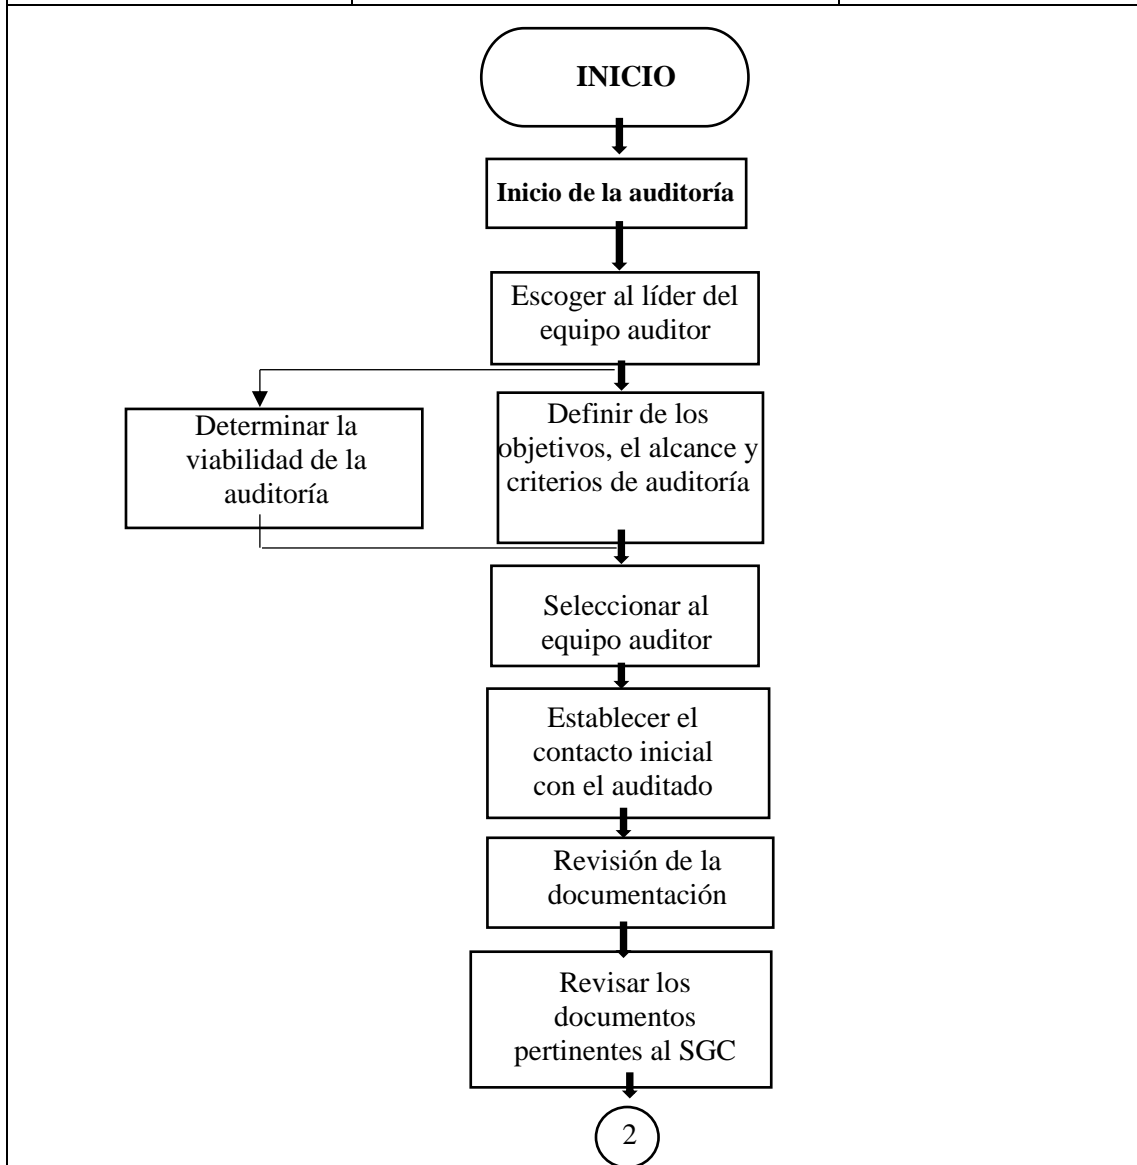 INICIO
Inicio de la auditoría
Escoger al líder del
equipo auditor
Determinar la
viabilidad de la
auditoría
Definir de los
objetivos, el alcance y
criterios de auditoría
Seleccionar al
equipo auditor
Establecer el
contacto inicial
con el auditado
Revisión de la
documentación
Revisar los
documentos
pertinentes al SGC
2